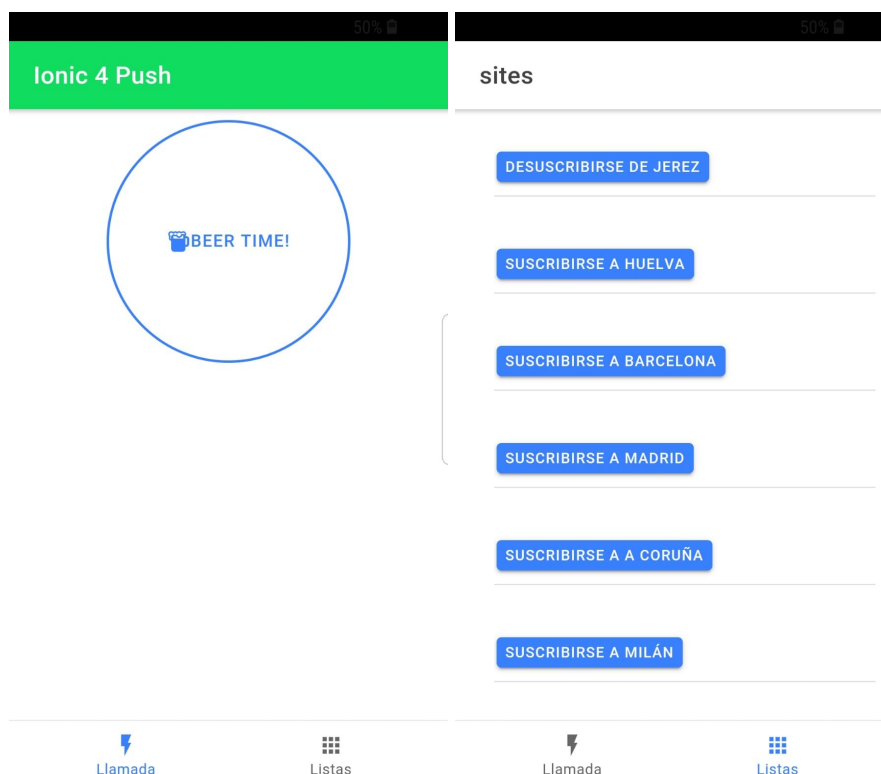 50%
Ionic 4 Push
BEER TIME!
Llamada
Listas
50%
sites
DESUSCRIBIRSE DE JEREZ
SUSCRIBIRSE A HUELVA
SUSCRIBIRSE A BARCELONA
SUSCRIBIRSE A MADRID
SUSCRIBIRSE A A CORUÑA
SUSCRIBIRSE A MILÁN
Llamada
Listas